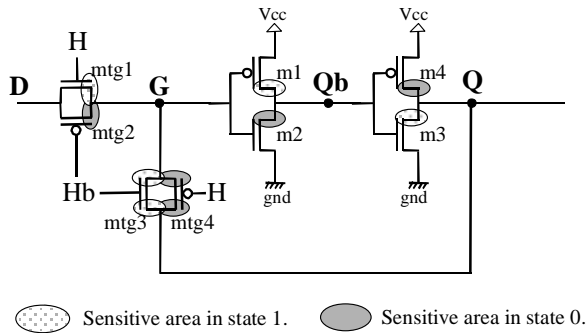 Vcc
Vcc
H
mtg1
m1
m4
D
G
Qb
Q
mtg2
m2
m3
Hb
H
gnd
gnd
mtg3
mtg4
Sensitive area in state 1.
Sensitive area in state 0.